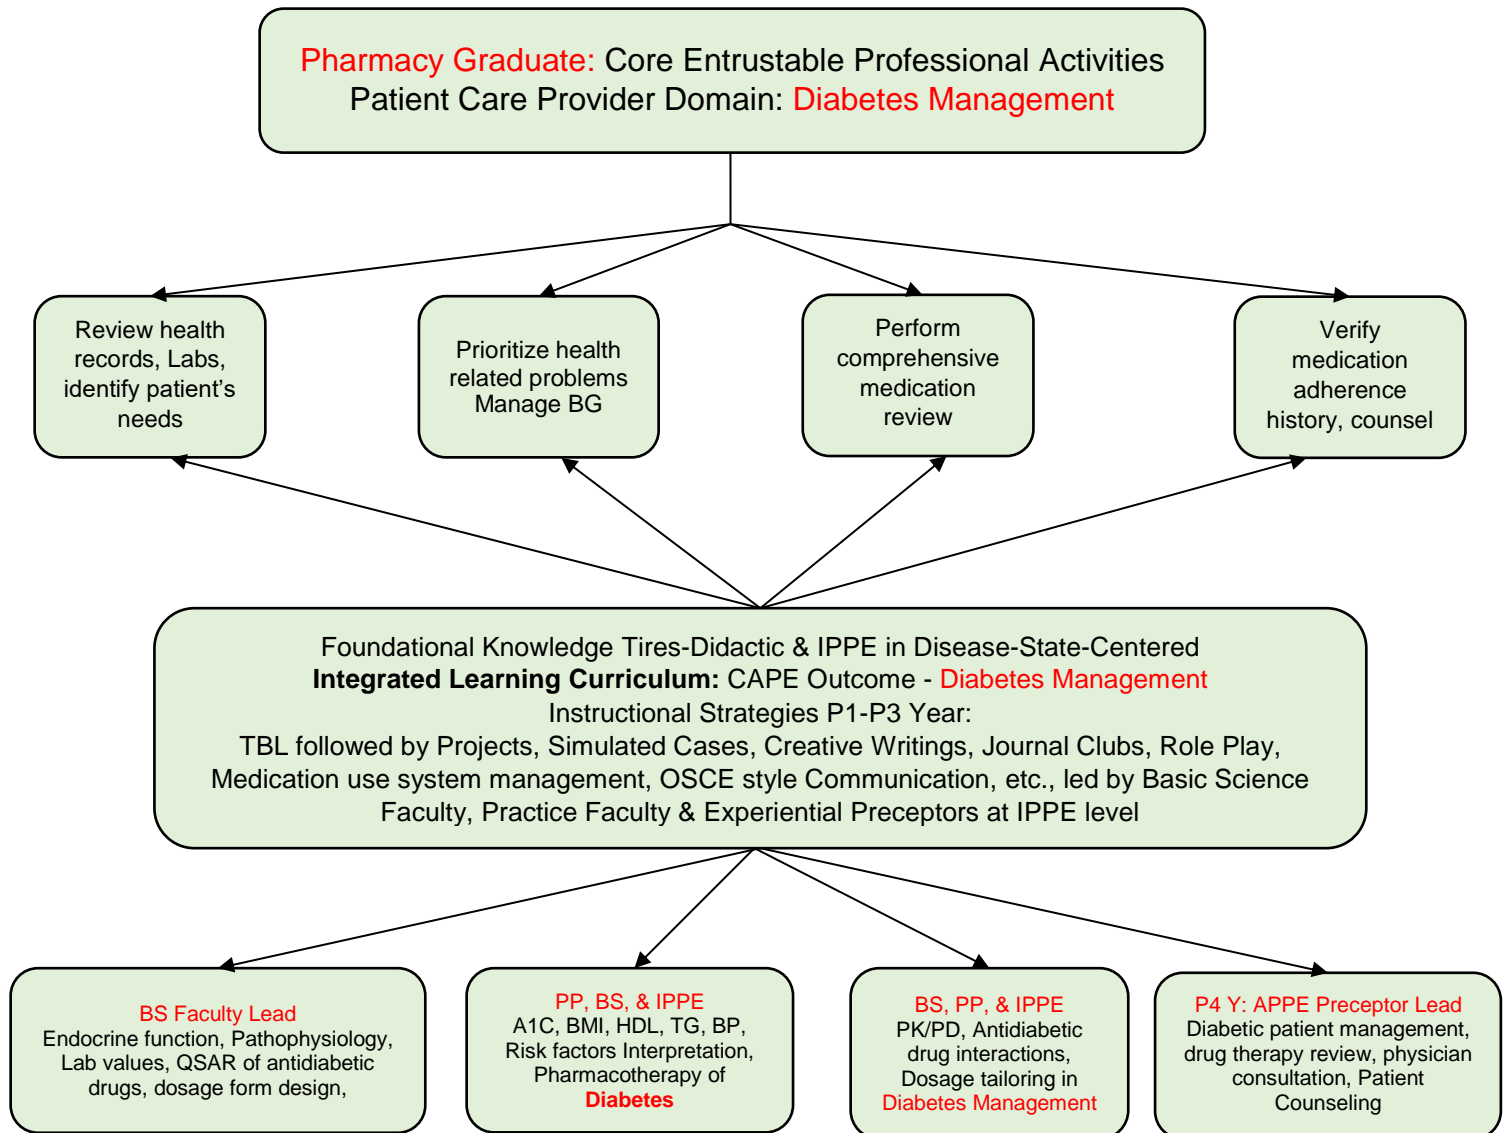 Pharmacy Graduate: Core Entrustable Professional Activities
Patient Care Provider Domain: Diabetes Management
Review health
records, Labs,
identify patient’s
needs
Prioritize health
related problems
Manage BG
Perform
comprehensive
medication
review
Verify
medication
adherence
history, counsel
Foundational Knowledge Tires-Didactic & IPPE in Disease-State-Centered
Integrated Learning Curriculum: CAPE Outcome - Diabetes Management
Instructional Strategies P1-P3 Year:
TBL followed by Projects, Simulated Cases, Creative Writings, Journal Clubs, Role Play,
Medication use system management, OSCE style Communication, etc., led by Basic Science
Faculty, Practice Faculty & Experiential Preceptors at IPPE level
BS Faculty Lead
Endocrine function, Pathophysiology,
Lab values, QSAR of antidiabetic
drugs, dosage form design,
PP, BS, & IPPE
A1C, BMI, HDL, TG, BP,
Risk factors Interpretation,
Pharmacotherapy of
Diabetes
BS, PP, & IPPE
PK/PD, Antidiabetic
drug interactions,
Dosage tailoring in
Diabetes Management
P4 Y: APPE Preceptor Lead
Diabetic patient management,
drug therapy review, physician
consultation, Patient
Counseling